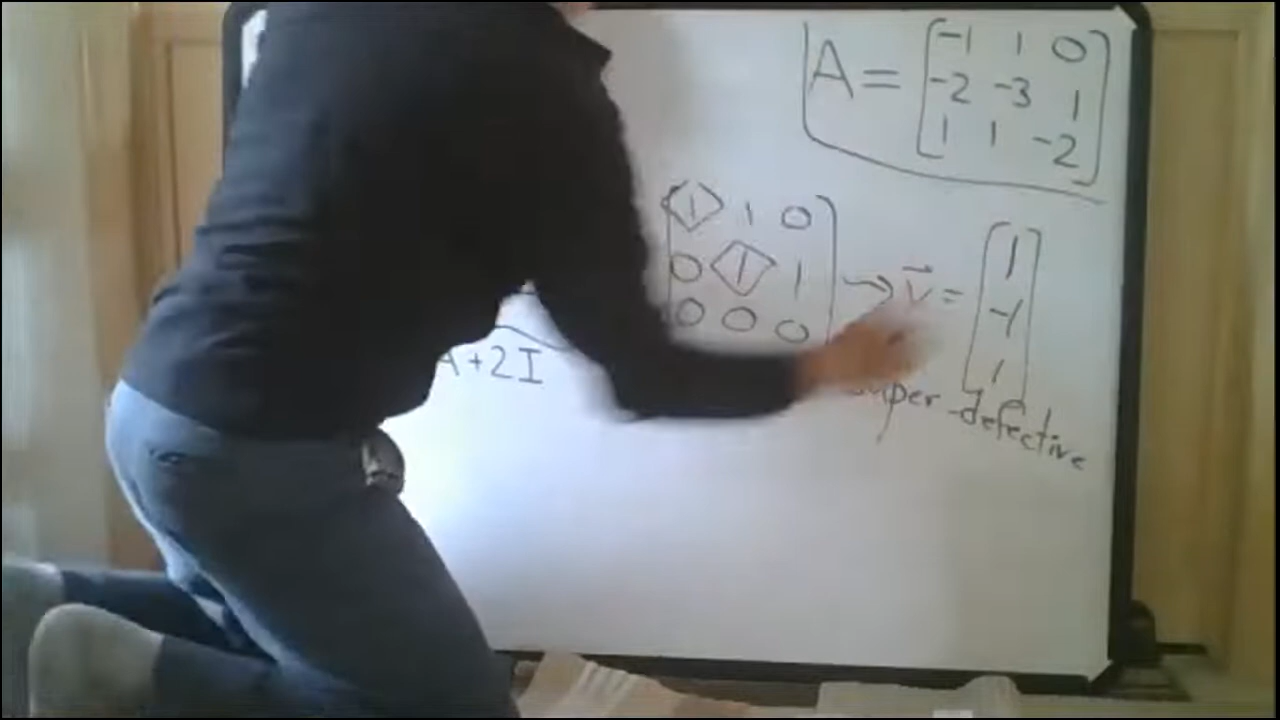 A = [ -1 1 0
-2 -3 1
1 1 -2 ]
[ 1 1 0
0 1 1
0 0 0 ] → v = [ 1
-1
1 ]
A + 2I
super-defective